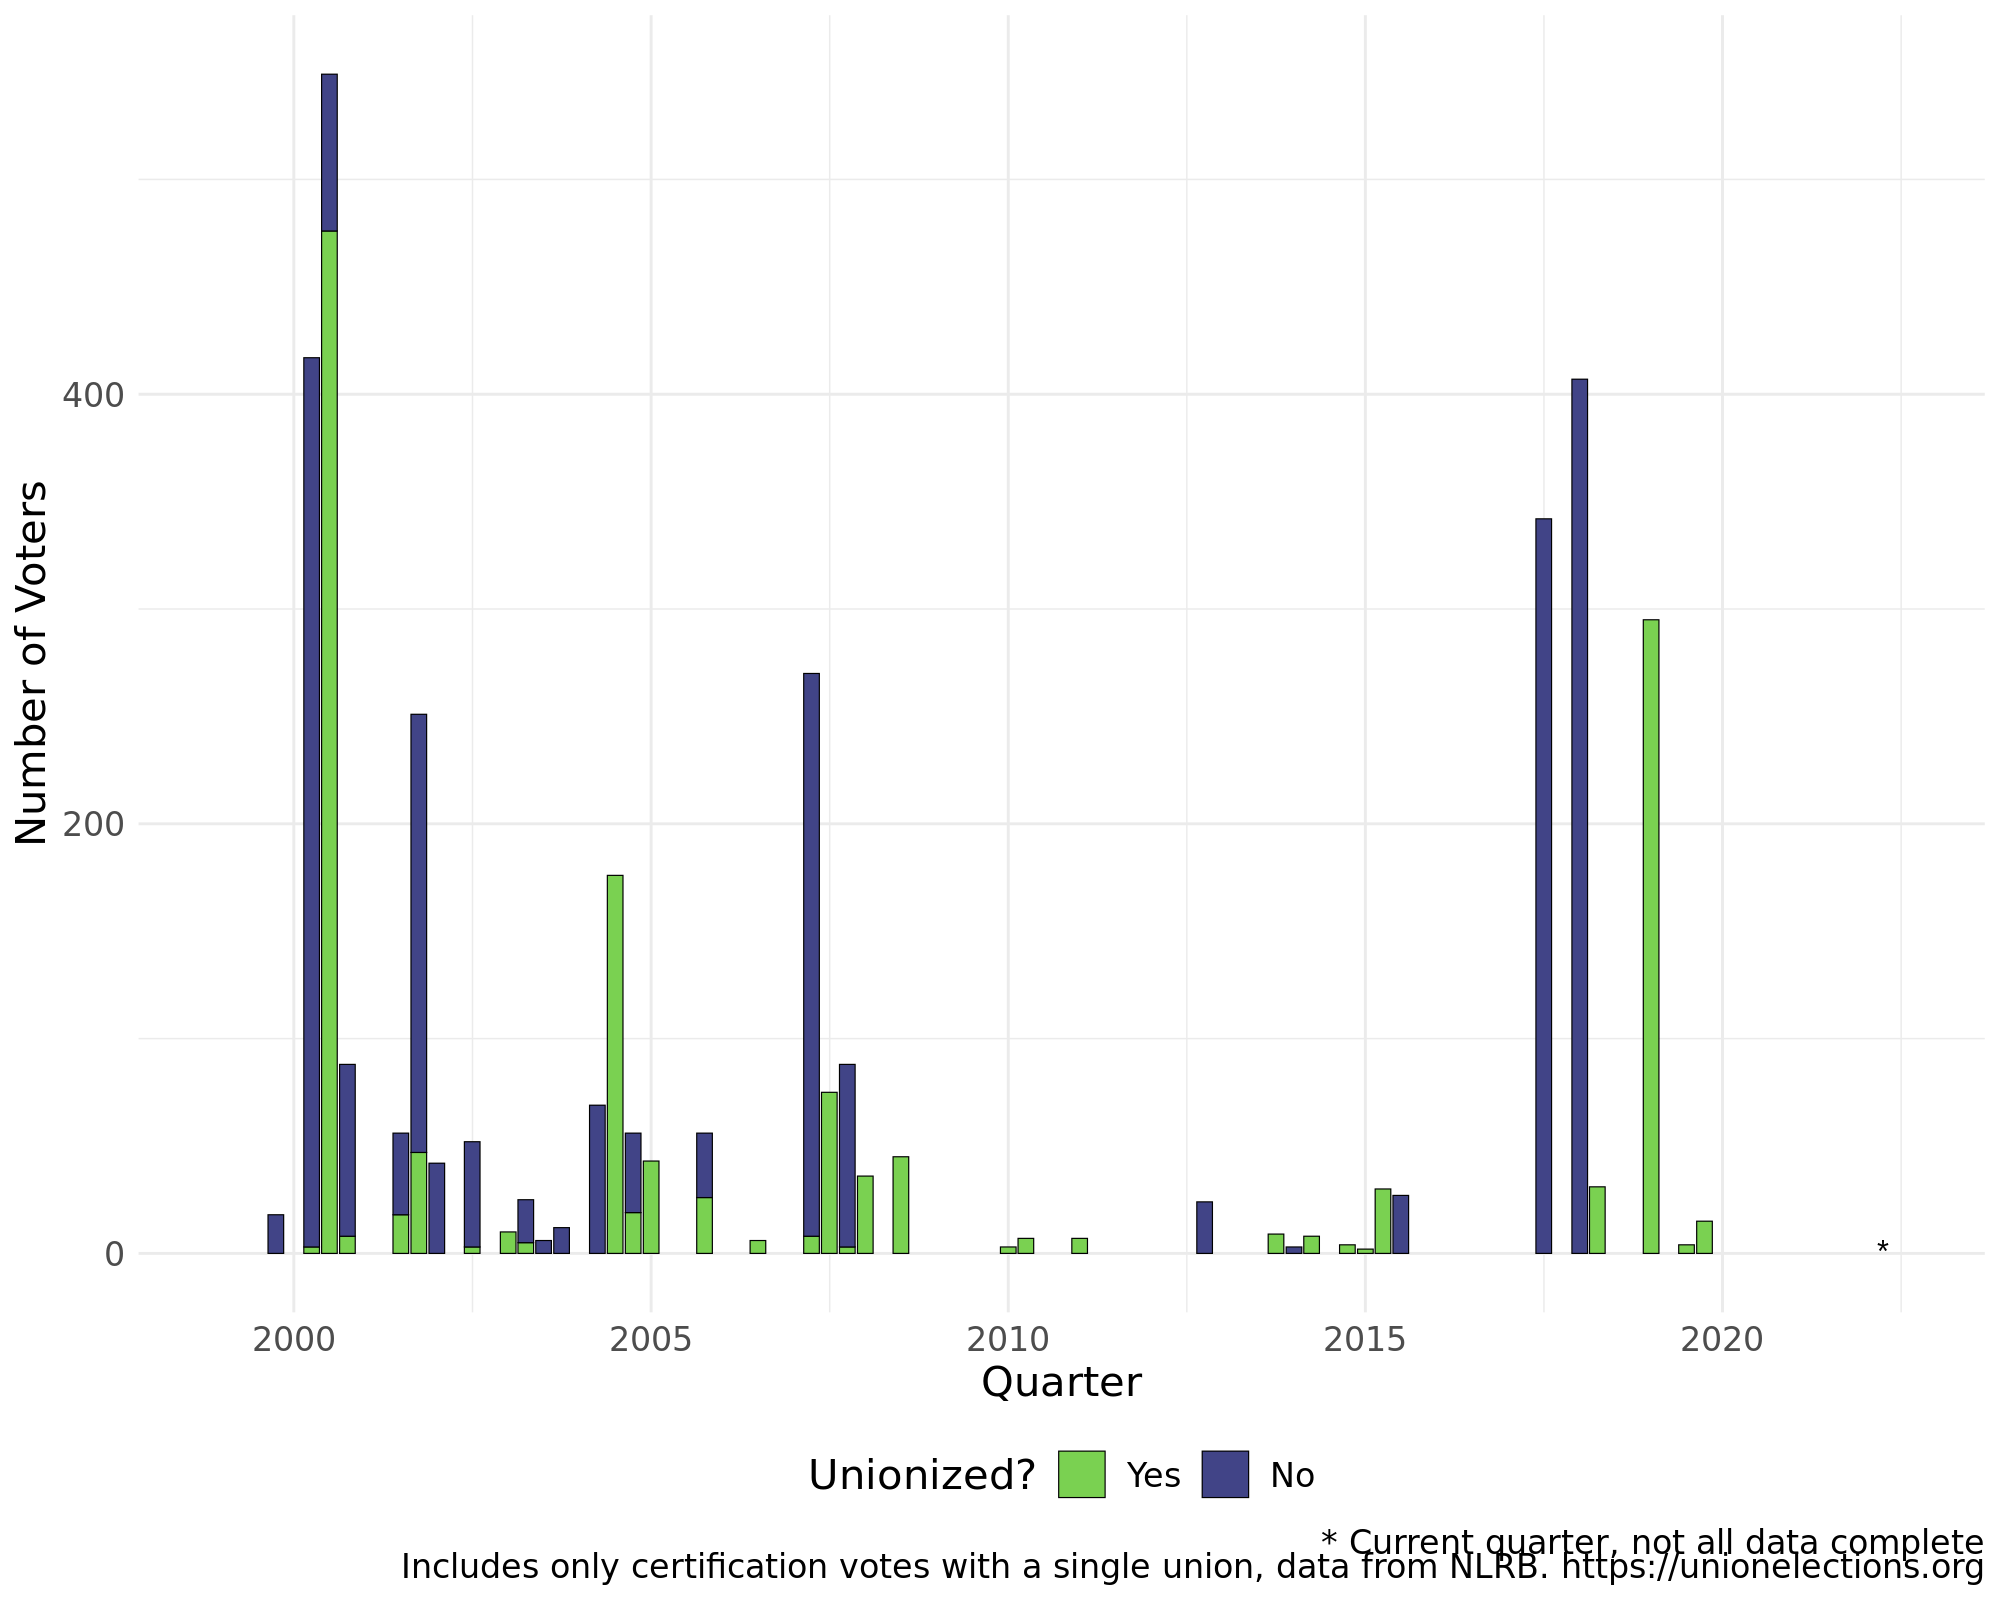 Number of Voters
400
200
0
*
2000 2005 2010 2015 2020
Quarter
Unionized? Yes No
* Current quarter, not all data complete
Includes only certification votes with a single union, data from NLRB. https://unionelections.org